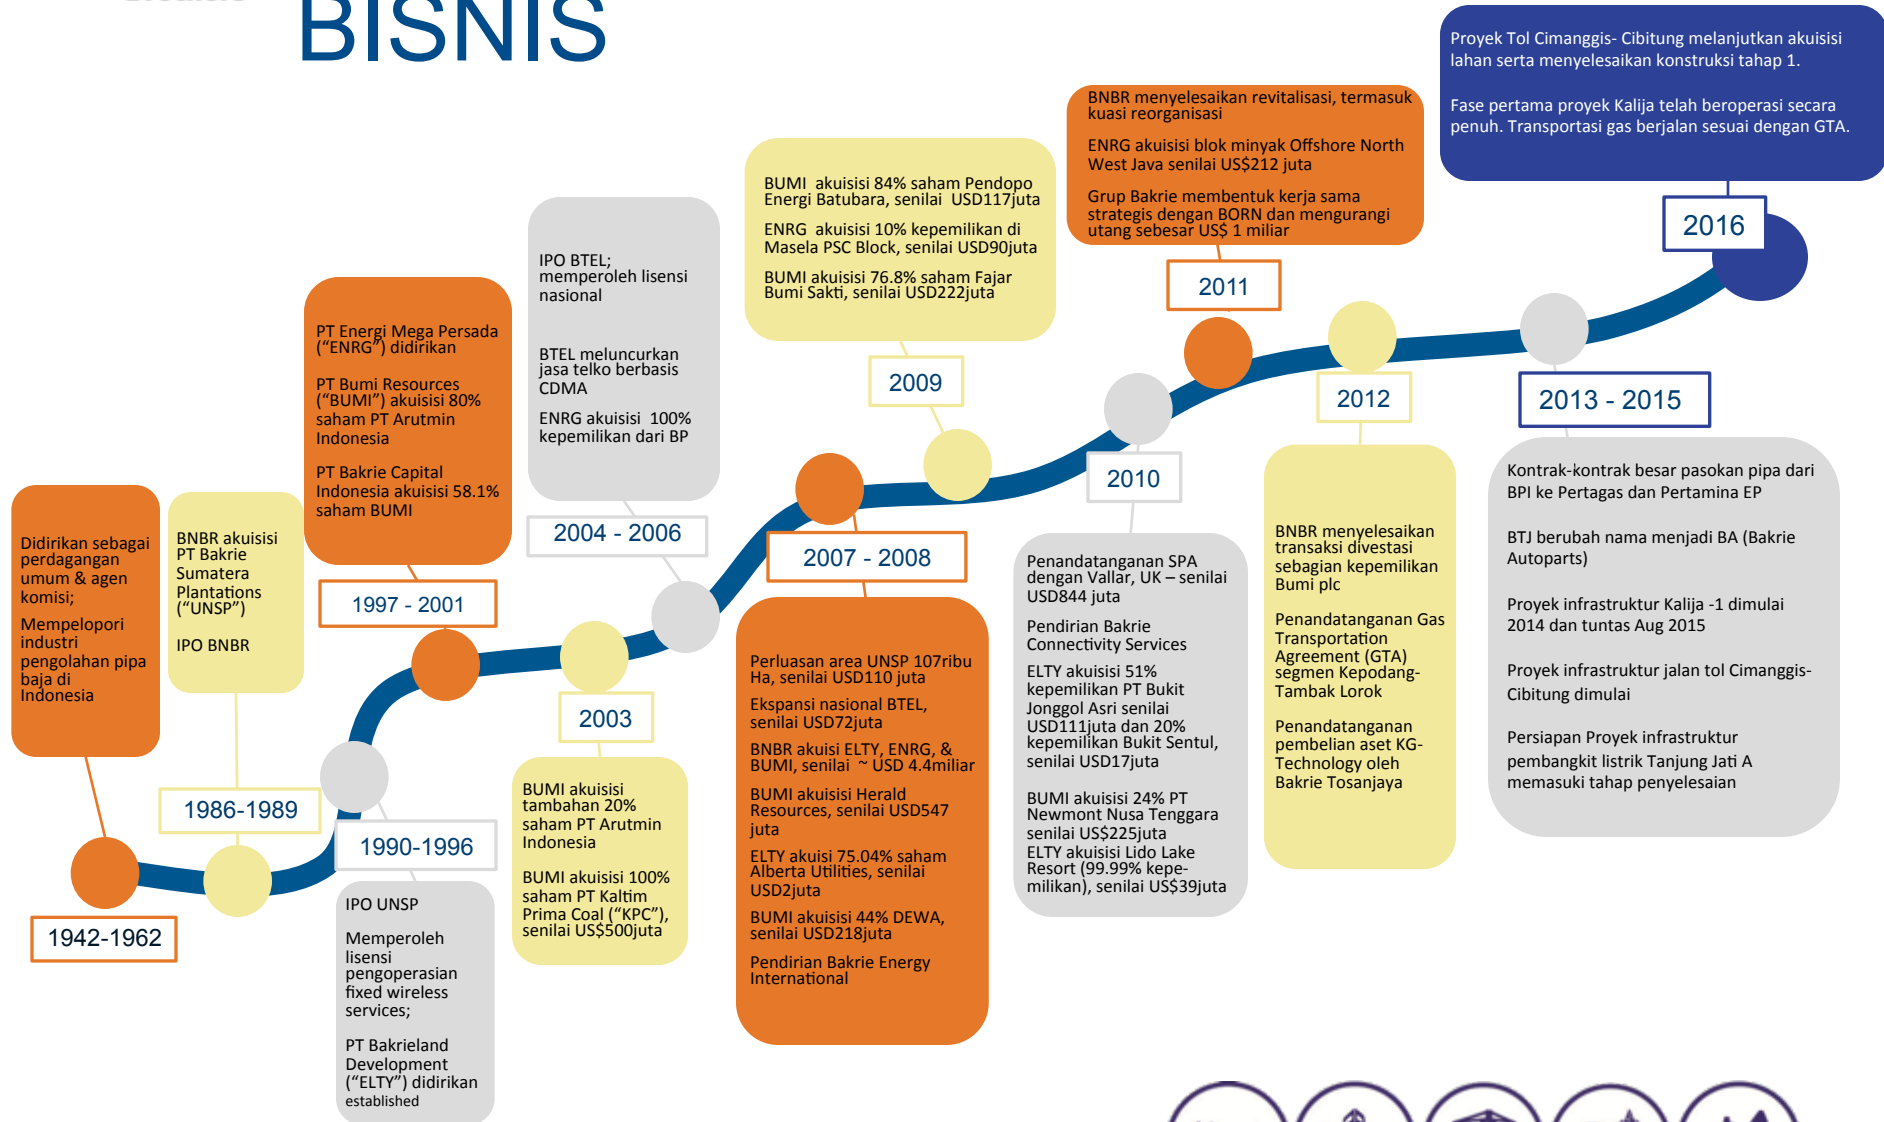 BISNIS
Didirikan sebagai
perdagangan
umum & agen
komisi;
Mempelopori
industri
pengolahan pipa
baja di
Indonesia
1942-1962
BNBR akuisisi
PT Bakrie
Sumatera
Plantations
(“UNSP”)
IPO BNBR
1986-1989
1990-1996
IPO UNSP
Memperoleh
lisensi
pengoperasian
fixed wireless
services;
PT Bakrieland
Development
(“ELTY”) didirikan
established
PT Energi Mega Persada
(“ENRG”) didirikan
PT Bumi Resources
(“BUMI”) akuisisi 80%
saham PT Arutmin
Indonesia
PT Bakrie Capital
Indonesia akuisisi 58.1%
saham BUMI
1997 - 2001
2003
BUMI akuisisi
tambahan 20%
saham PT Arutmin
Indonesia
BUMI akuisisi 100%
saham PT Kaltim
Prima Coal (“KPC”),
senilai US$500juta
IPO BTEL;
memperoleh lisensi
nasional
BTEL meluncurkan
jasa telko berbasis
CDMA
ENRG akuisisi 100%
kepemilikan dari BP
2004 - 2006
2007 - 2008
Perluasan area UNSP 107ribu
Ha, senilai USD110 juta
Ekspansi nasional BTEL,
senilai USD72juta
BNBR akuisi ELTY, ENRG, &
BUMI, senilai ~ USD 4.4miliar
BUMI akuisisi Herald
Resources, senilai USD547
juta
ELTY akuisi 75.04% saham
Alberta Utilities, senilai
USD2juta
BUMI akuisisi 44% DEWA,
senilai USD218juta
Pendirian Bakrie Energy
International
BUMI akuisisi 84% saham Pendopo
Energi Batubara, senilai USD117juta
ENRG akuisisi 10% kepemilikan di
Masela PSC Block, senilai USD90juta
BUMI akuisisi 76.8% saham Fajar
Bumi Sakti, senilai USD222juta
2009
2010
Penandatanganan SPA
dengan Vallar, UK – senilai
USD844 juta
Pendirian Bakrie
Connectivity Services
ELTY akuisisi 51%
kepemilikan PT Bukit
Jonggol Asri senilai
USD111juta dan 20%
kepemilikan Bukit Sentul,
senilai USD17juta
BUMI akuisisi 24% PT
Newmont Nusa Tenggara
senilai US$225juta
ELTY akuisisi Lido Lake
Resort (99.99% kepe-
milikan), senilai US$39juta
BNBR menyelesaikan revitalisasi, termasuk
kuasi reorganisasi
ENRG akuisisi blok minyak Offshore North
West Java senilai US$212 juta
Grup Bakrie membentuk kerja sama
strategis dengan BORN dan mengurangi
utang sebesar US$ 1 miliar
2011
2012
BNBR menyelesaikan
transaksi divestasi
sebagian kepemilikan
Bumi plc
Penandatanganan Gas
Transportation
Agreement (GTA)
segmen Kepodang-
Tambak Lorok
Penandatanganan
pembelian aset KG-
Technology oleh
Bakrie Tosanjaya
2013 - 2015
Kontrak-kontrak besar pasokan pipa dari
BPI ke Pertagas dan Pertamina EP
BTJ berubah nama menjadi BA (Bakrie
Autoparts)
Proyek infrastruktur Kalija -1 dimulai
2014 dan tuntas Aug 2015
Proyek infrastruktur jalan tol Cimanggis-
Cibitung dimulai
Persiapan Proyek infrastruktur
pembangkit listrik Tanjung Jati A
memasuki tahap penyelesaian
Proyek Tol Cimanggis- Cibitung melanjutkan akuisisi
lahan serta menyelesaikan konstruksi tahap 1.
Fase pertama proyek Kalija telah beroperasi secara
penuh. Transportasi gas berjalan sesuai dengan GTA.
2016